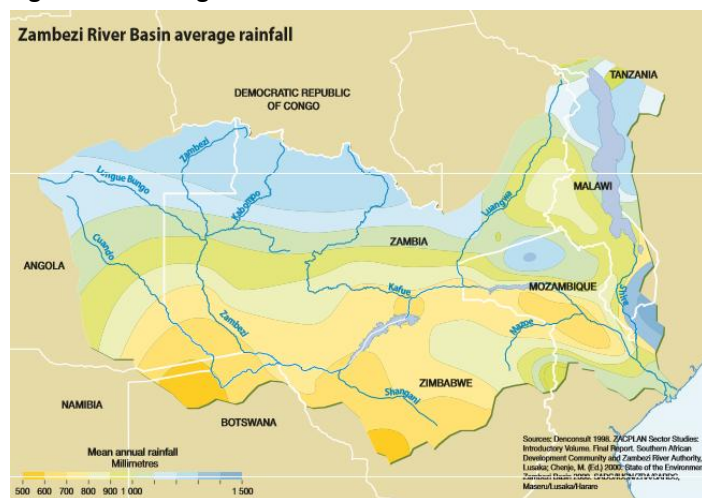 Zambezi River Basin average rainfall
TANZANIA
DEMOCRATIC REPUBLIC
OF CONGO
Zambezi
Lungue Bungo
Kabompo
Luangwa
MALAWI
Cuando
ZAMBIA
ANGOLA
MOZAMBIQUE
Kafue
Shire
Zambezi
Mazoe
ZIMBABWE
Shangani
NAMIBIA
BOTSWANA
Mean annual rainfall
Millimetres
500 600 700 900 1 000 1 500
Sources: Denconsult 1998. ZACPLAN Sector Studies:
Introductory Volume. Final Report. Southern African
Development Community and Zambezi River Authority,
Lusaka; Chenje, M. (Ed.) 2000. State of the Environment
Zambezi Basin 2000.
Maseru/Lusaka/Harare